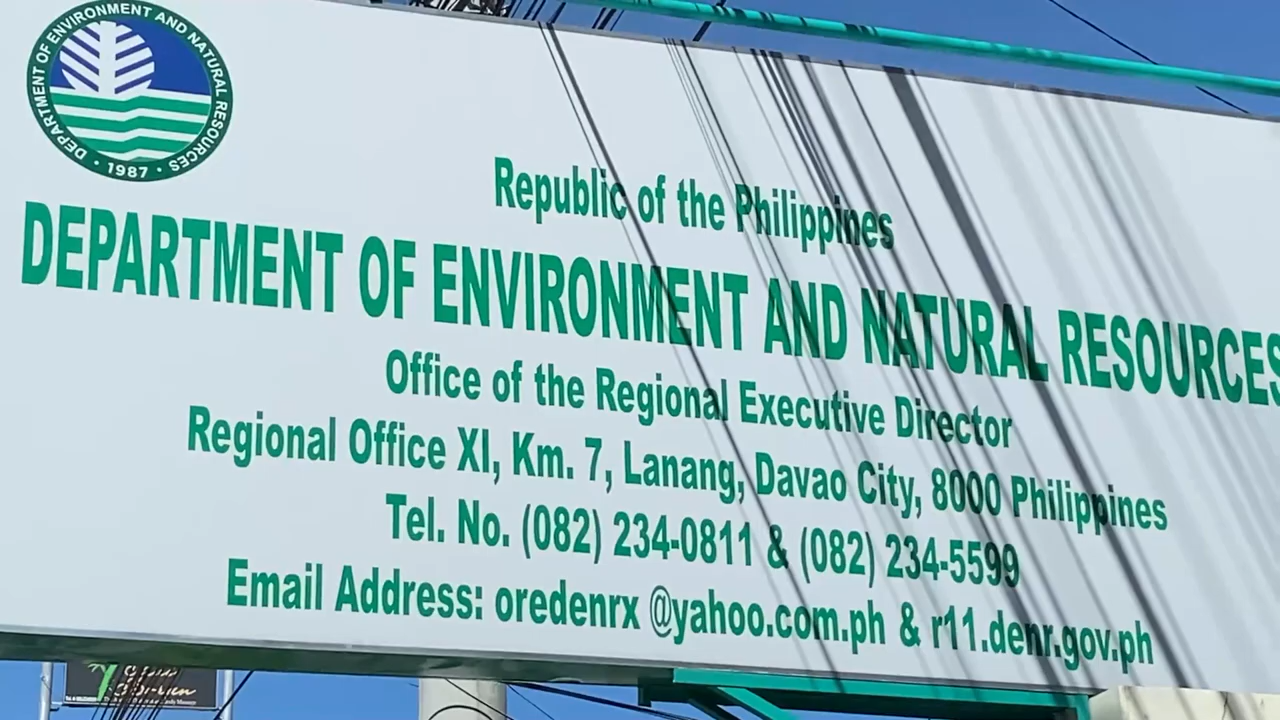 DEPARTMENT OF ENVIRONMENT AND NATURAL RESOURCES
• 1987 •
Republic of the Philippines
DEPARTMENT OF ENVIRONMENT AND NATURAL RESOURCES
Office of the Regional Executive Director
Regional Office XI, Km. 7, Lanang, Davao City, 8000 Philippines
Tel. No. (082) 234-0811 & (082) 234-5599
Email Address: oredenrx @yahoo.com.ph & r11.denr.gov.ph